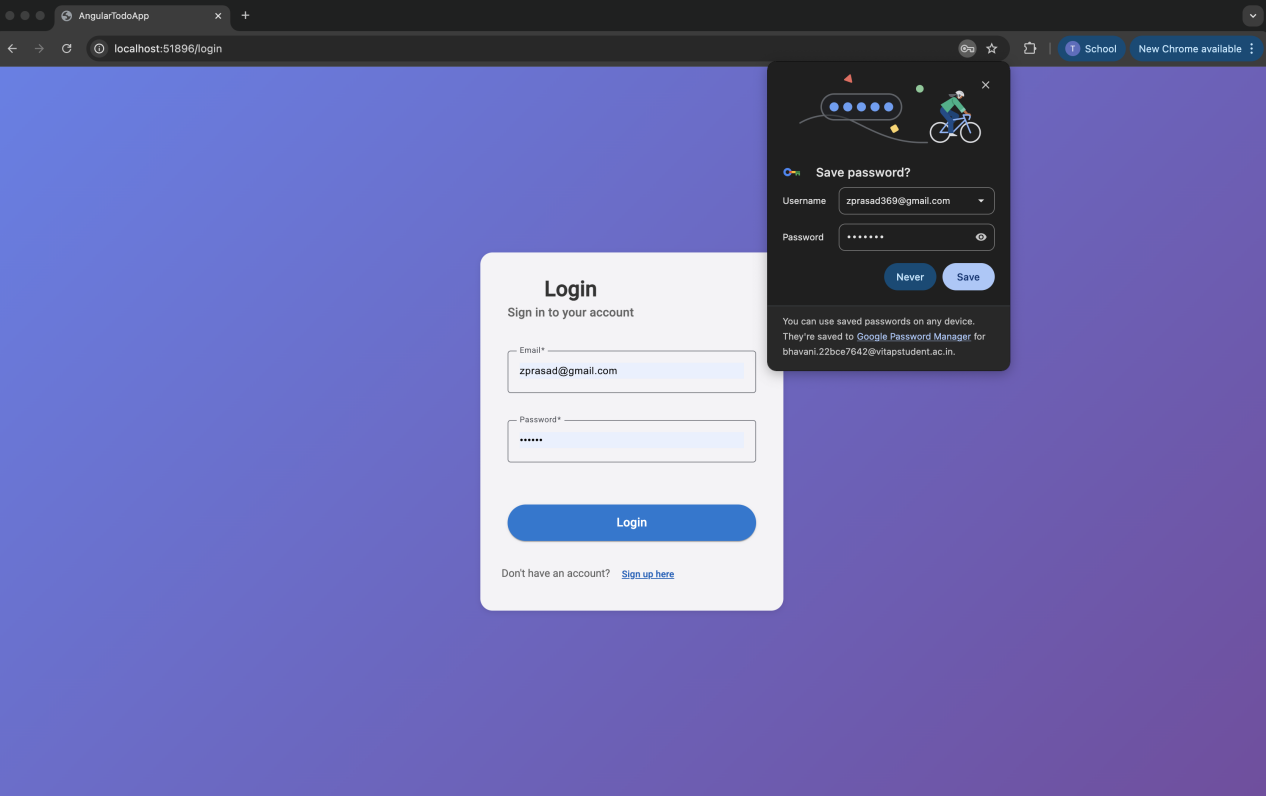 AngularTodoApp
localhost:51896/login
T School
New Chrome available
Save password?
Username
zprasad369@gmail.com
Password
•••••••
Never
Save
You can use saved passwords on any device.
They're saved to Google Password Manager for
bhavani.22bce7642@vitapstudent.ac.in.
Login
Sign in to your account
Email*
zprasad@gmail.com
Password*
••••••
Login
Don't have an account? Sign up here